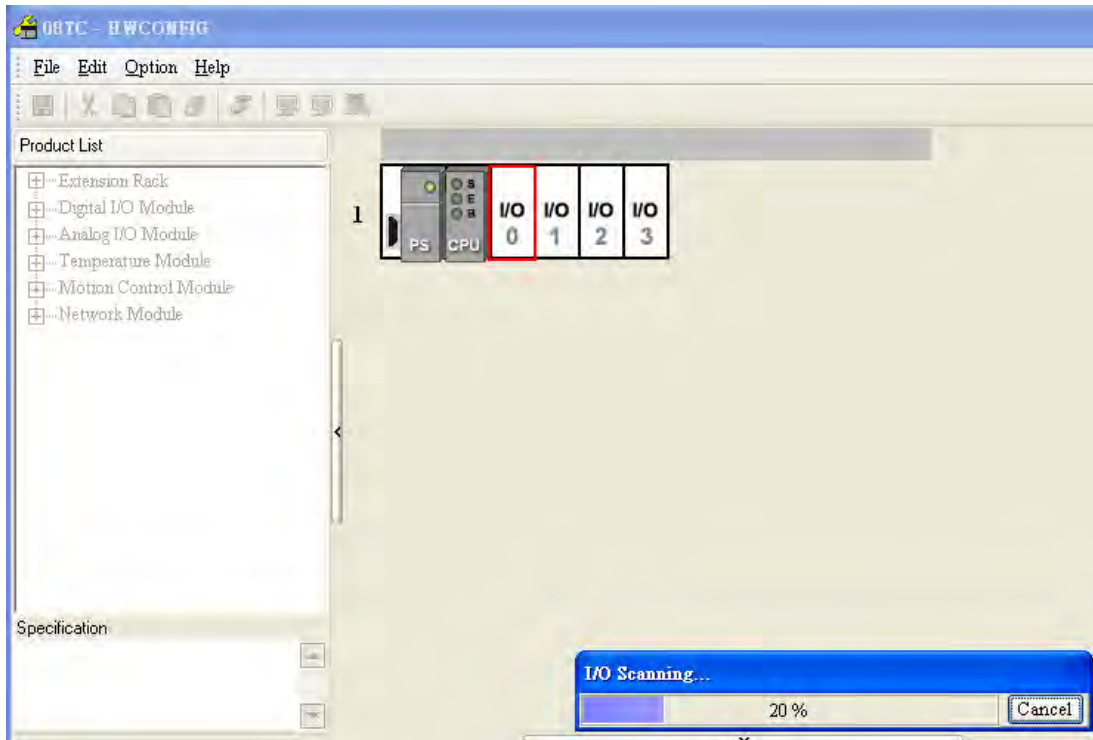 08TC - HWCONFIG
File Edit Option Help
Product List
Extension Rack
Digital I/O Module
Analog I/O Module
Temperature Module
Motion Control Module
Network Module
1
PS
S
E
B
CPU
I/O I/O I/O I/O
0 1 2 3
Specification
I/O Scanning...
20 %
Cancel